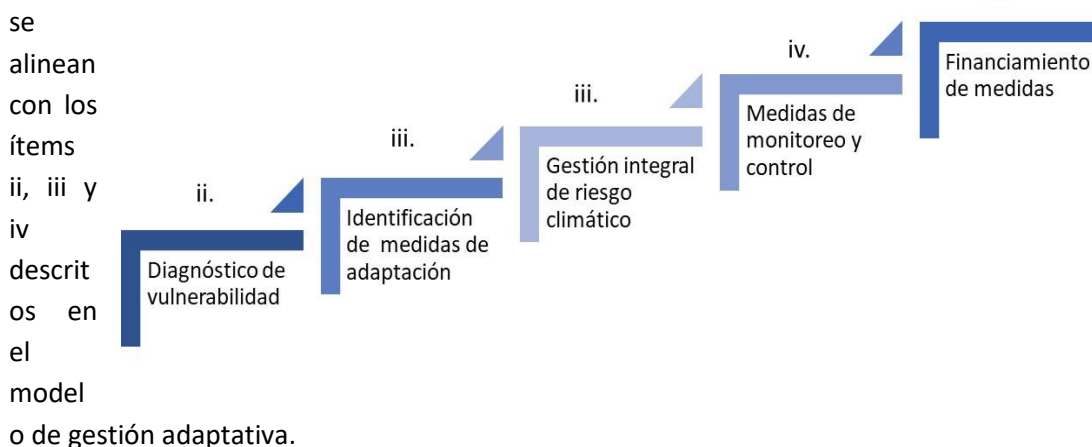 se
alinean
con los
ítems
ii, iii y
iv
descrit
os en
el
model
o de gestión adaptativa.
ii.
Diagnóstico de
vulnerabilidad
iii.
Identificación
de medidas de
adaptación
iii.
Gestión integral
de riesgo
climático
iv.
Medidas de
monitoreo y
control
Financiamiento
de medidas